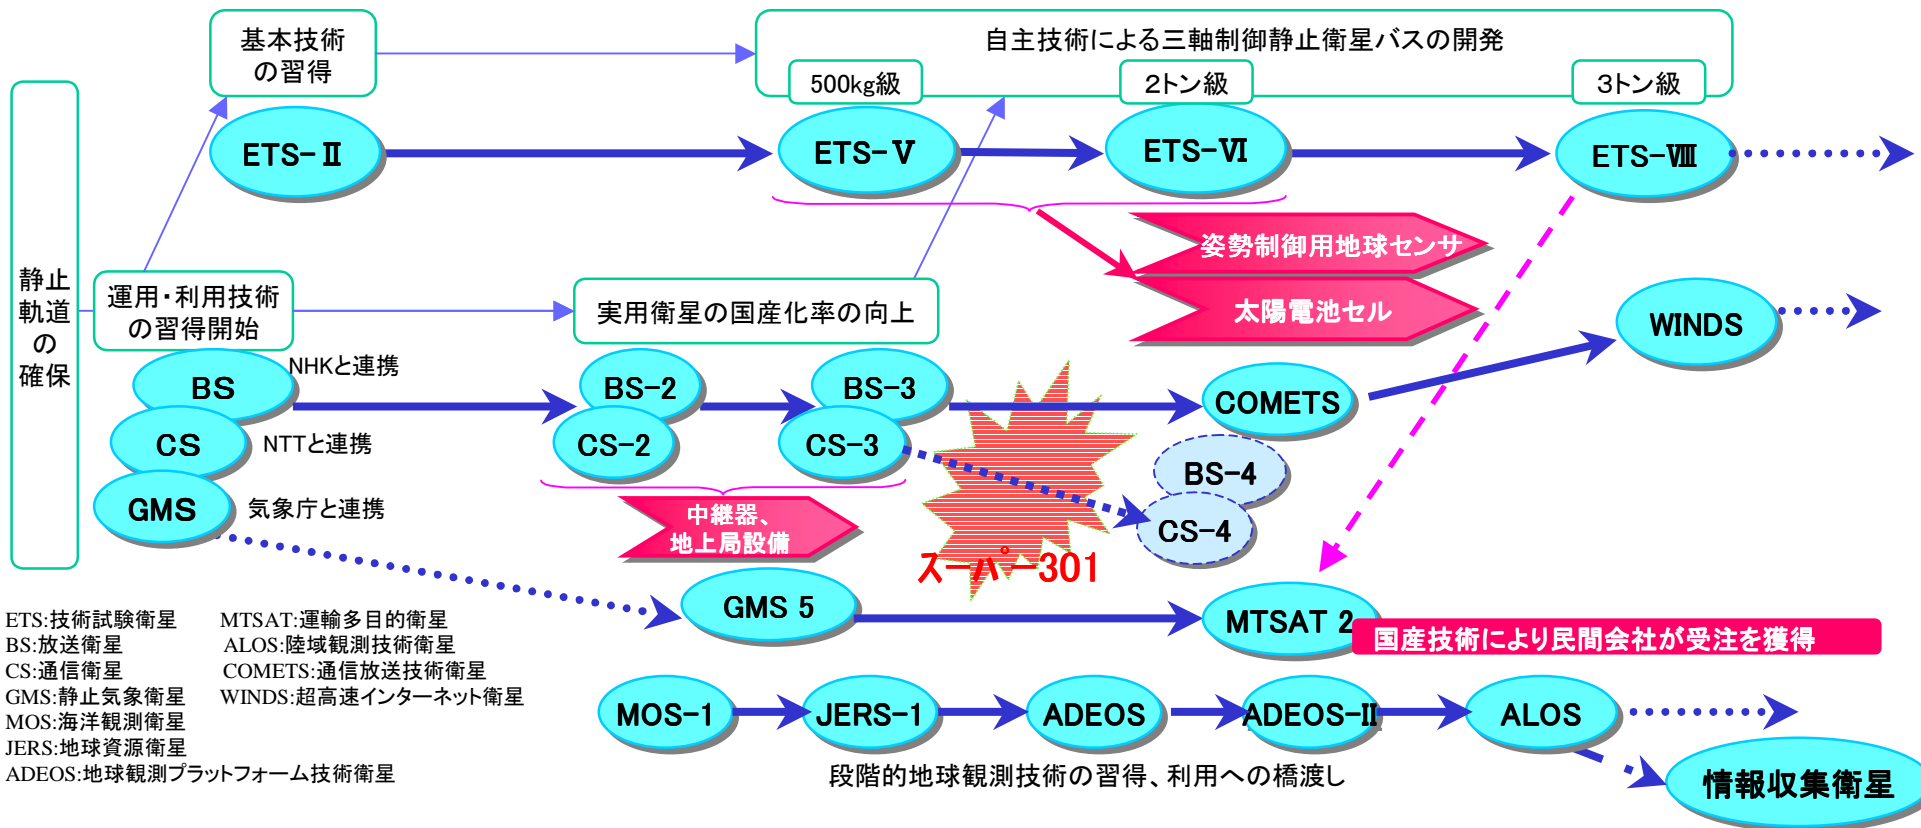 基本技術
の習得
自主技術による三軸制御静止衛星バスの開発
500kg級
2トン級
3トン級
ETS-Ⅱ
ETS-Ⅴ
ETS-Ⅵ
ETS-Ⅷ
静止
軌道
の
確保
運用・利用技術
の習得開始
実用衛星の国産化率の向上
姿勢制御用地球センサ
太陽電池セル
WINDS
BS
NHKと連携
BS-2
BS-3
COMETS
CS
NTTと連携
CS-2
CS-3
BS-4
GMS
気象庁と連携
中継器、
地上局設備
CS-4
スーパー301
GMS 5
MTSAT 2
国産技術により民間会社が受注を獲得
ETS:技術試験衛星
BS:放送衛星
CS:通信衛星
GMS:静止気象衛星
MOS:海洋観測衛星
JERS:地球資源衛星
ADEOS:地球観測プラットフォーム技術衛星
MTSAT:運輸多目的衛星
ALOS:陸域観測技術衛星
COMETS:通信放送技術衛星
WINDS:超高速インターネット衛星
MOS-1
JERS-1
ADEOS
ADEOS-II
ALOS
段階的地球観測技術の習得、利用への橋渡し
情報収集衛星